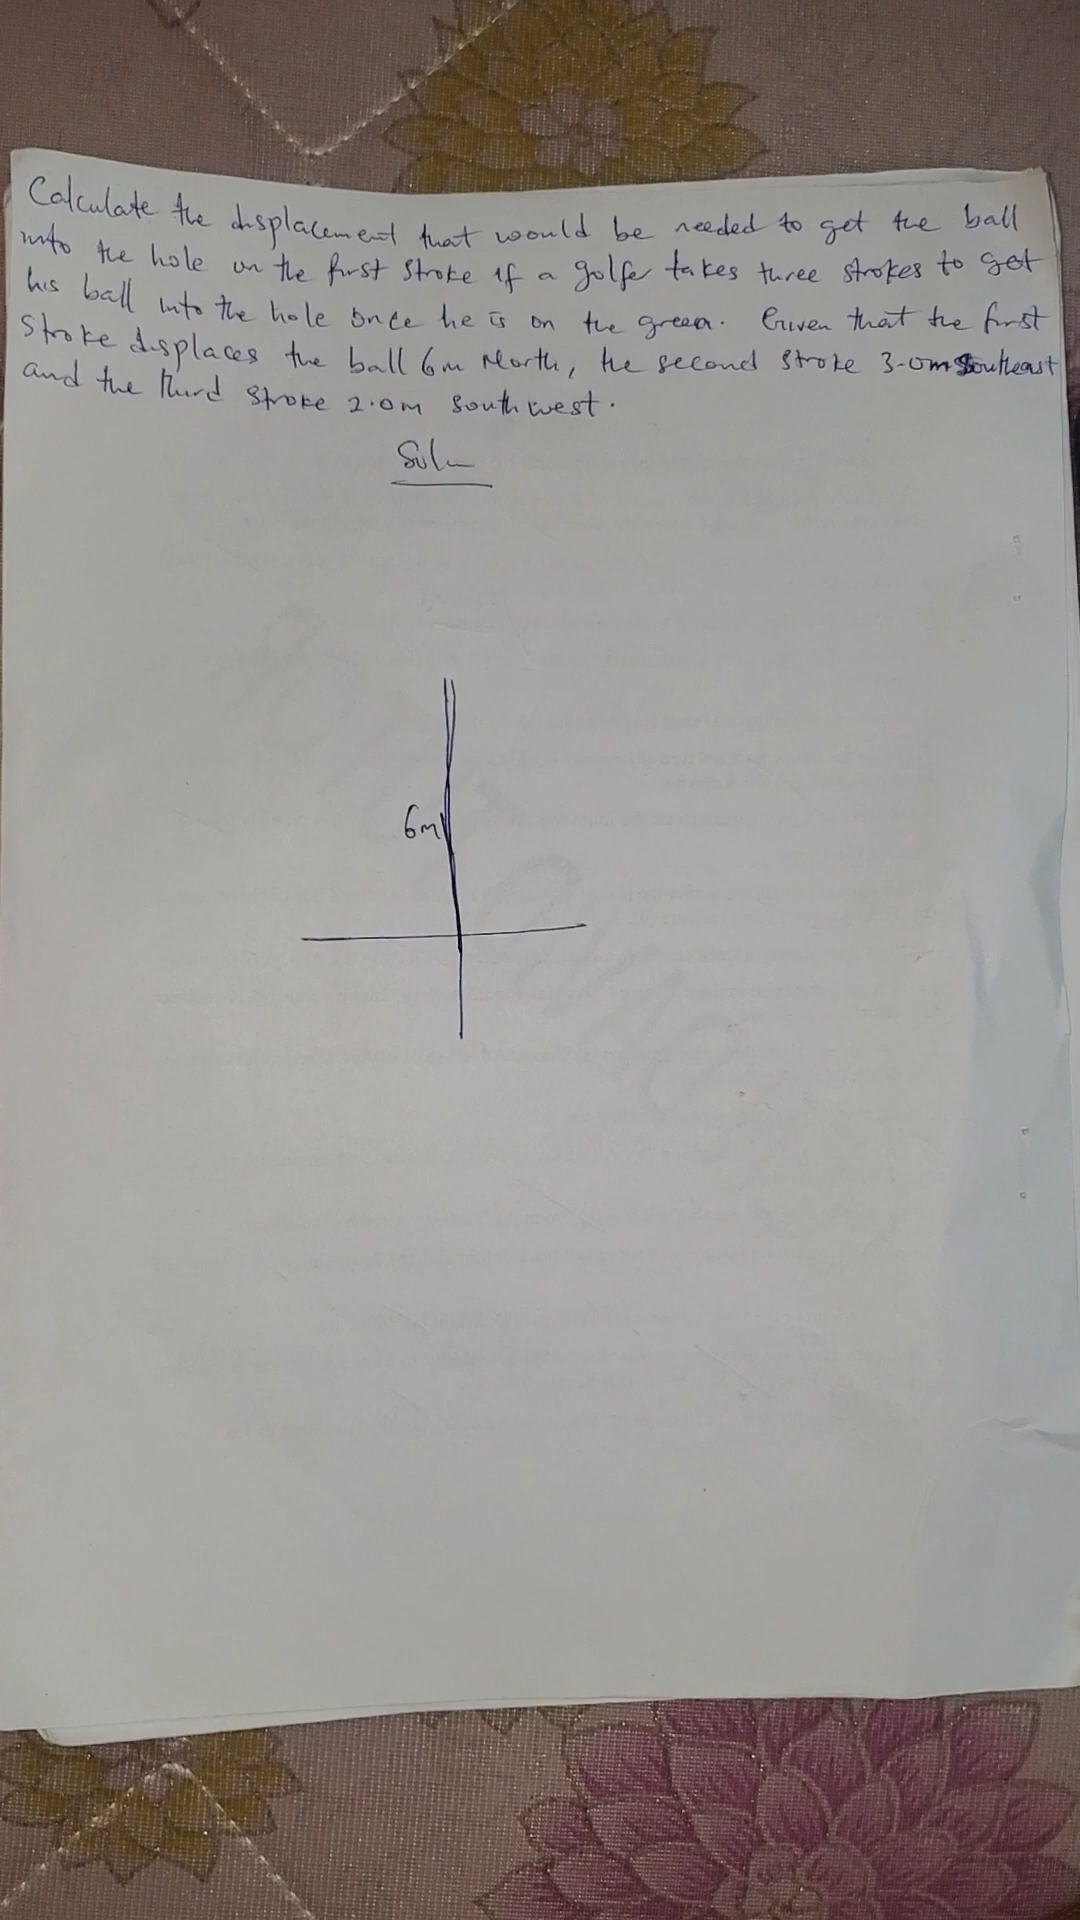 Calculate the displacement that would be needed to get the ball
into the hole on the first stroke if a golfer takes three strokes to get
his ball into the hole once he is on the green. Given that the first
stroke displaces the ball 6m North, the second stroke 3.0m Southeast
and the third stroke 2.0m southwest.
Soln
6m